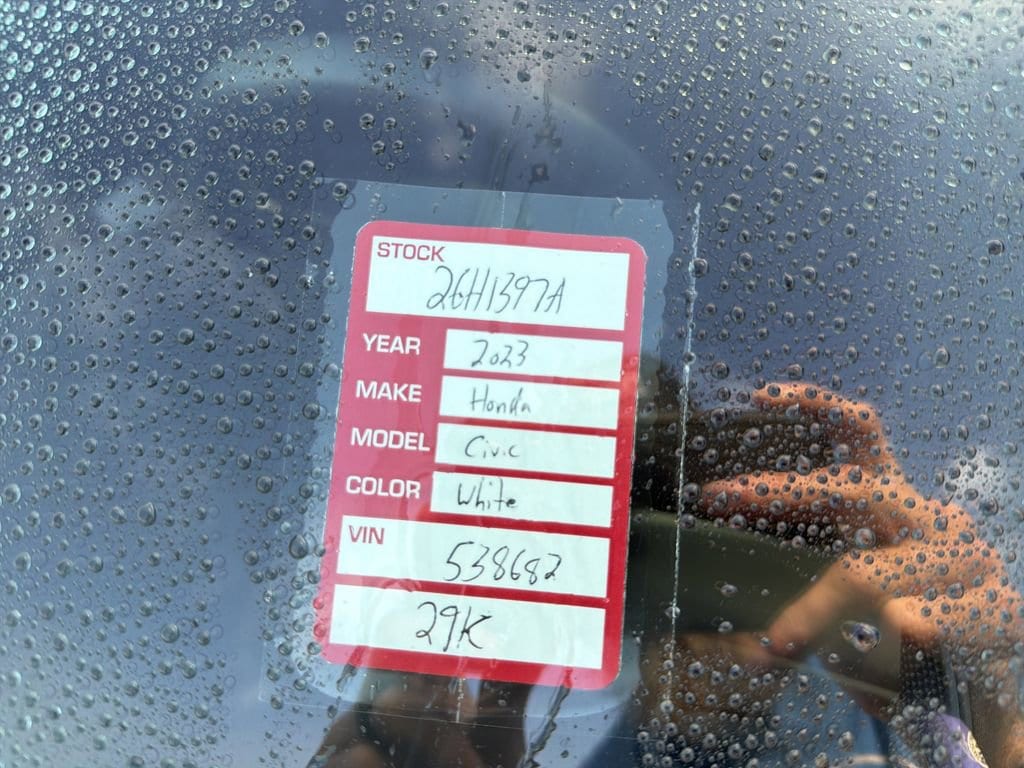 STOCK
26H1397A
YEAR 2023
MAKE Honda
MODEL Civic
COLOR White
VIN
538682
29K